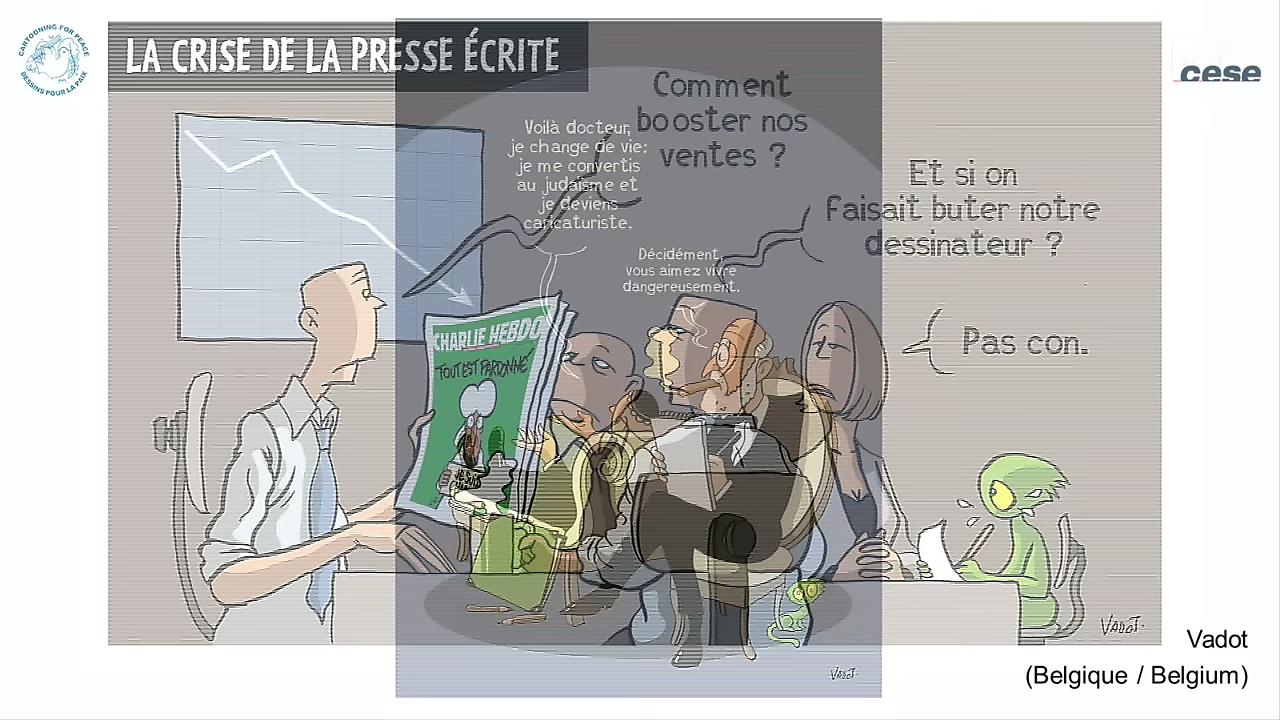 CARTOONING FOR PEACE
DESSINS POUR LA PAIX
LA CRISE DE LA PRESSE ÉCRITE
cese
Comment
booster nos
ventes ?
Voilà docteur,
je change de vie:
je me convertis
au judaïsme et
je deviens
caricaturiste.
Et si on
faisait buter notre
dessinateur ?
Décidément,
vous aimez vivre
dangereusement.
Pas con.
CHARLIE HEBDO
TOUT EST PARDONNÉ
VADOT.
VADOT.
Vadot
(Belgique / Belgium)